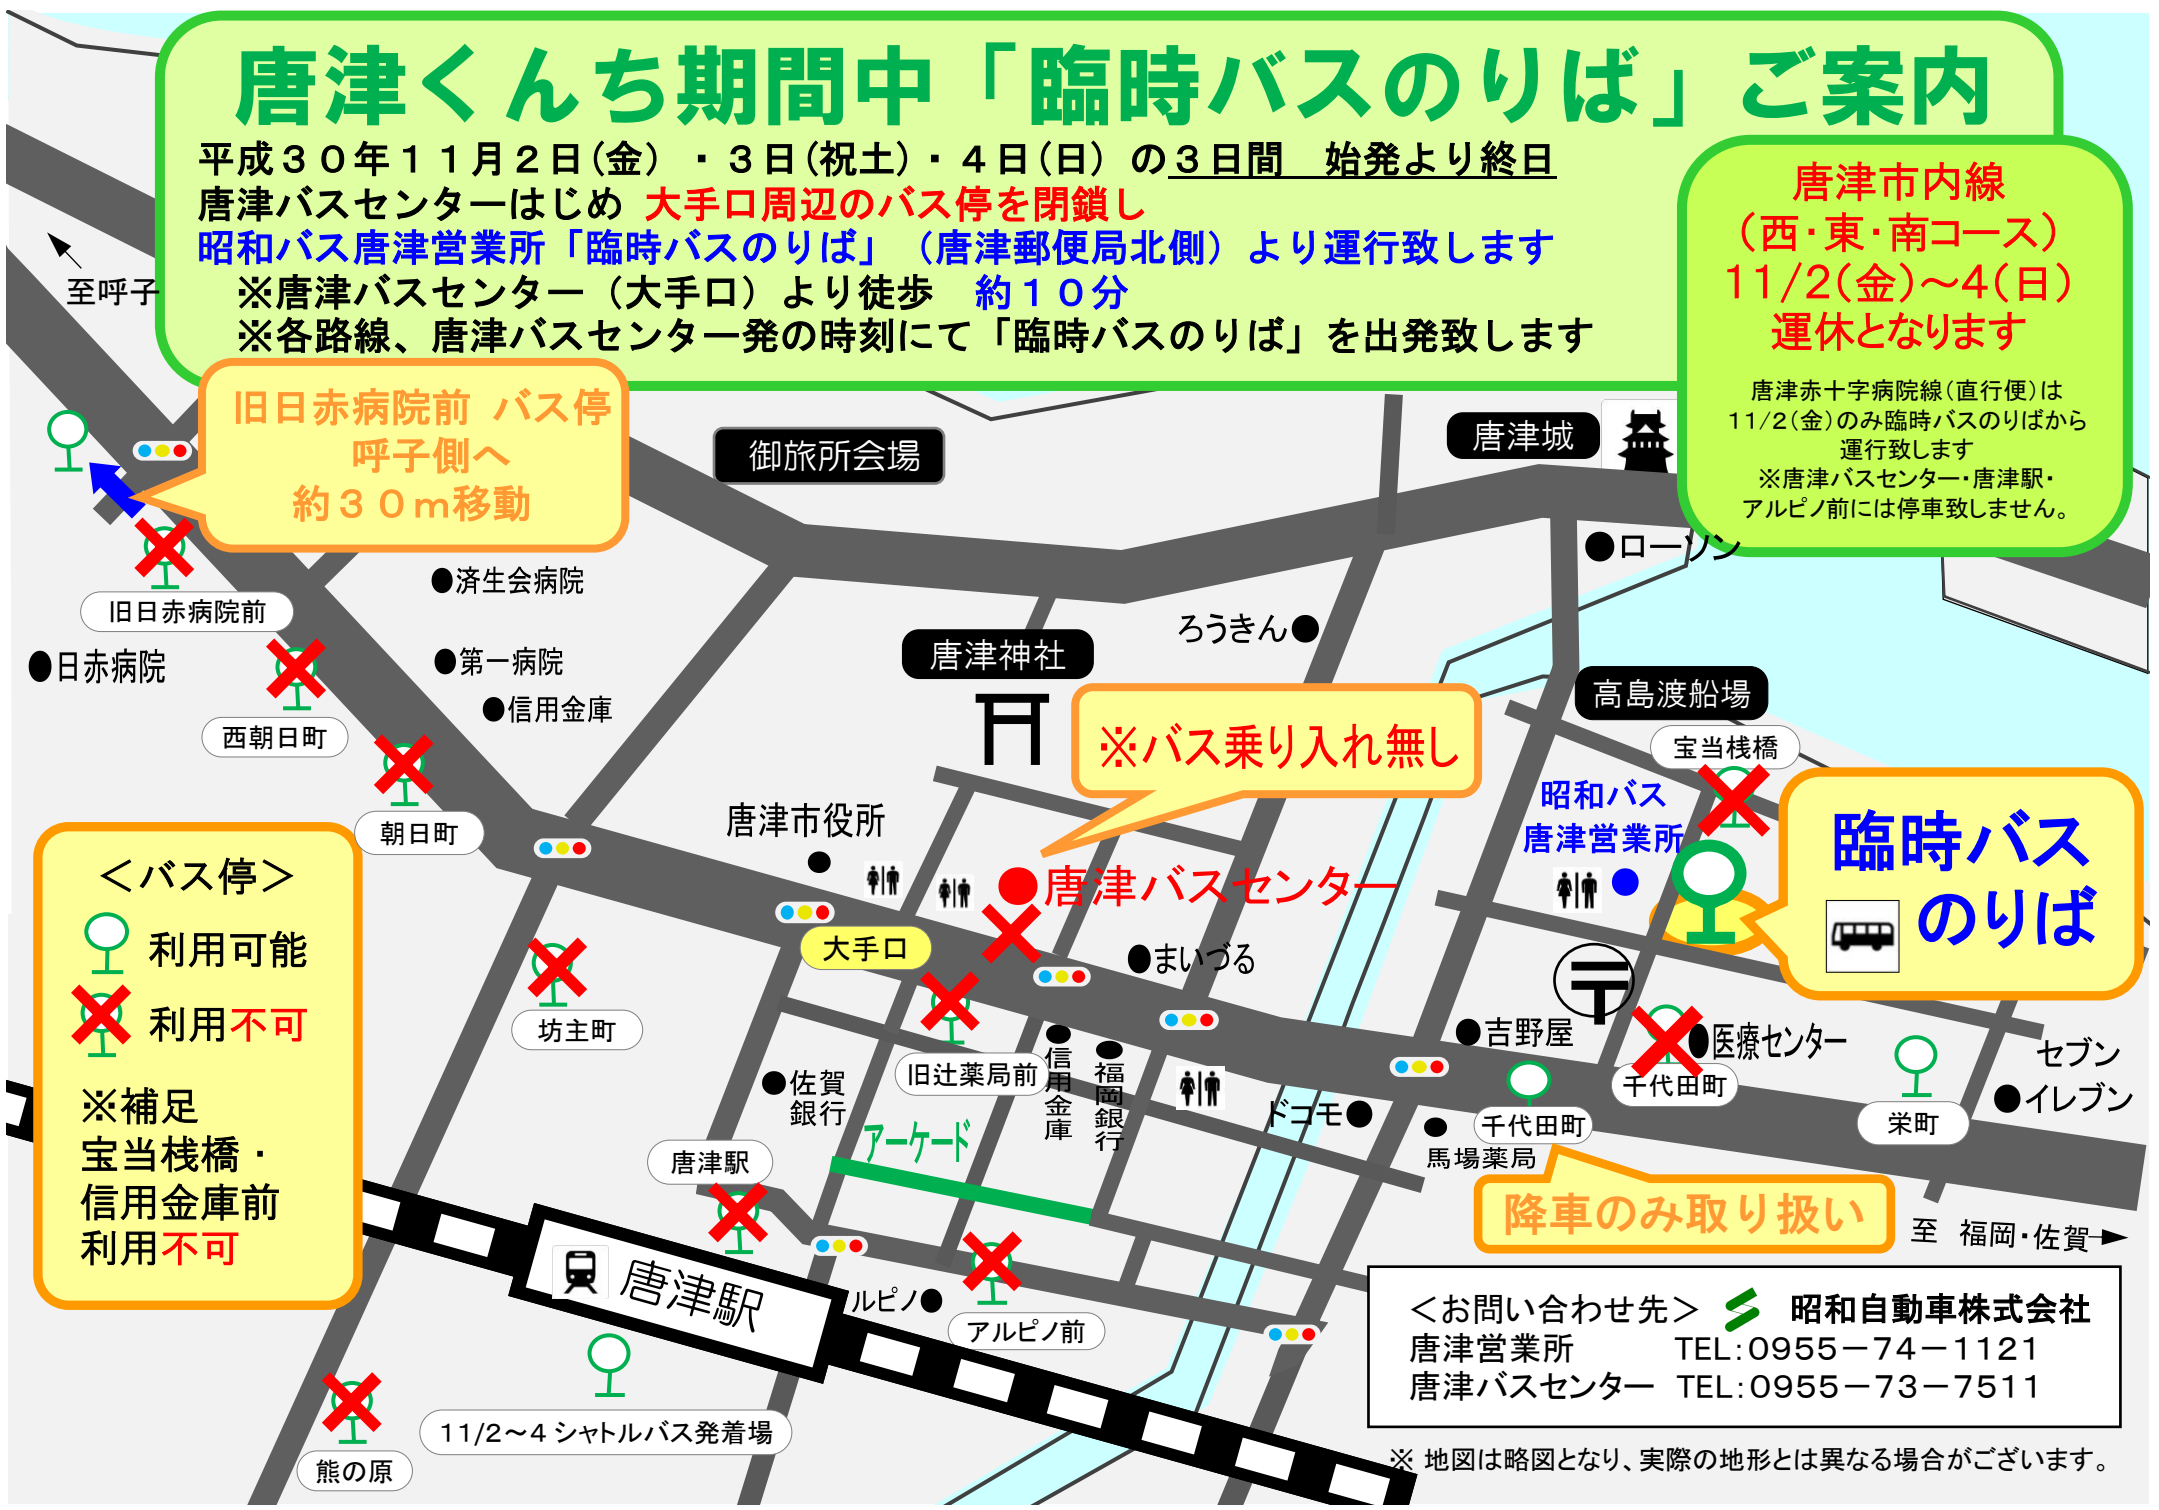 唐津くんち期間中「臨時バスのりば」ご案内
平成30年11月2日(金)・3日(祝土)・4日(日)の3日間 始発より終日
唐津バスセンターはじめ 大手口周辺のバス停を閉鎖し
昭和バス唐津営業所「臨時バスのりば」（唐津郵便局北側）より運行致します
※唐津バスセンター（大手口）より徒歩 約10分
※各路線、唐津バスセンター発の時刻にて「臨時バスのりば」を出発致します
唐津市内線
（西・東・南コース）
11/2(金)～4(日)
運休となります
唐津赤十字病院線(直行便)は
11/2(金)のみ臨時バスのりばから
運行致します
※唐津バスセンター・唐津駅・
アルピノ前には停車致しません。
至呼子
旧日赤病院前 バス停
呼子側へ
約30m移動
御旅所会場
唐津城
ローソン
済生会病院
旧日赤病院前
日赤病院
第一病院
信用金庫
西朝日町
朝日町
ろうきん
唐津神社
高島渡船場
宝当桟橋
※バス乗り入れ無し
唐津市役所
唐津バスセンター
昭和バス
唐津営業所
臨時バス
のりば
大手口
まいづる
坊主町
旧辻薬局前
信用金庫
福岡銀行
佐賀
銀行
アーケード
吉野屋
千代田町
千代田町
医療センター
栄町
セブン
イレブン
ドコモ
馬場薬局
降車のみ取り扱い
至 福岡・佐賀
＜バス停＞
利用可能
利用不可
※補足
宝当桟橋・
信用金庫前
利用不可
唐津駅
唐津駅
ルピノ
アルピノ前
11/2～4 シャトルバス発着場
熊の原
＜お問い合わせ先＞ 昭和自動車株式会社
唐津営業所 TEL:0955－74－1121
唐津バスセンター TEL:0955－73－7511
※ 地図は略図となり、実際の地形とは異なる場合がございます。